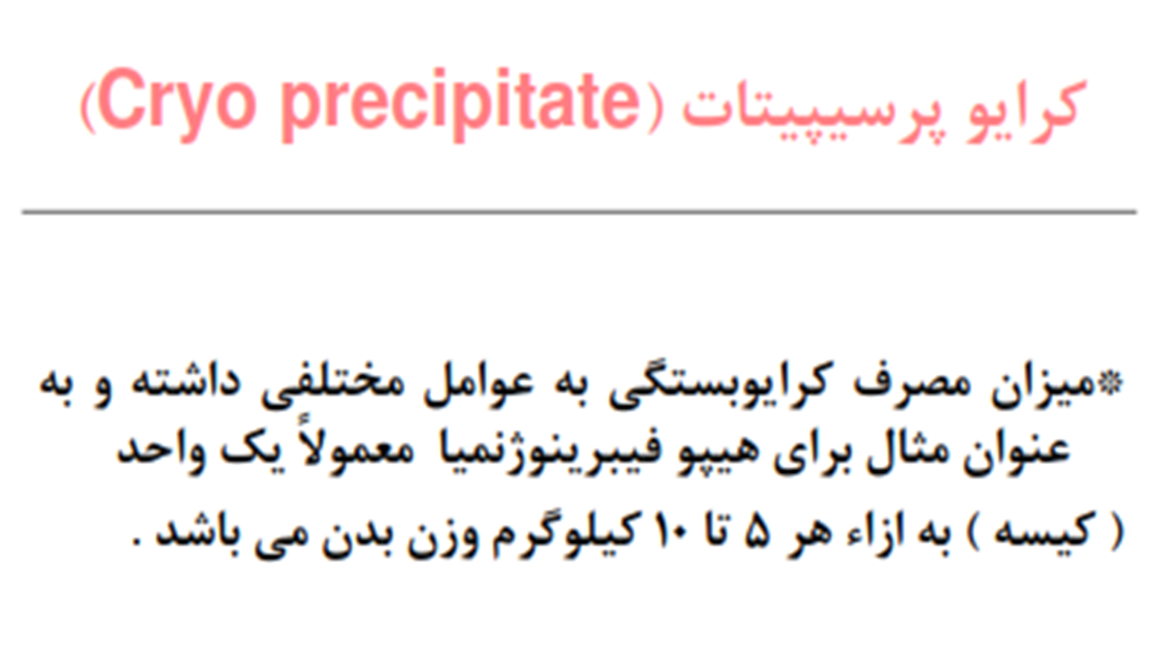 کرایو پرسیپیتات (Cryo precipitate)
*میزان مصرف کرایوبستگی به عوامل مختلفی داشته و به
عنوان مثال برای هیپو فیبرینوژنمیا معمولاً یک واحد
( کیسه ) به ازاء هر ۵ تا ۱۰ کیلوگرم وزن بدن می باشد .